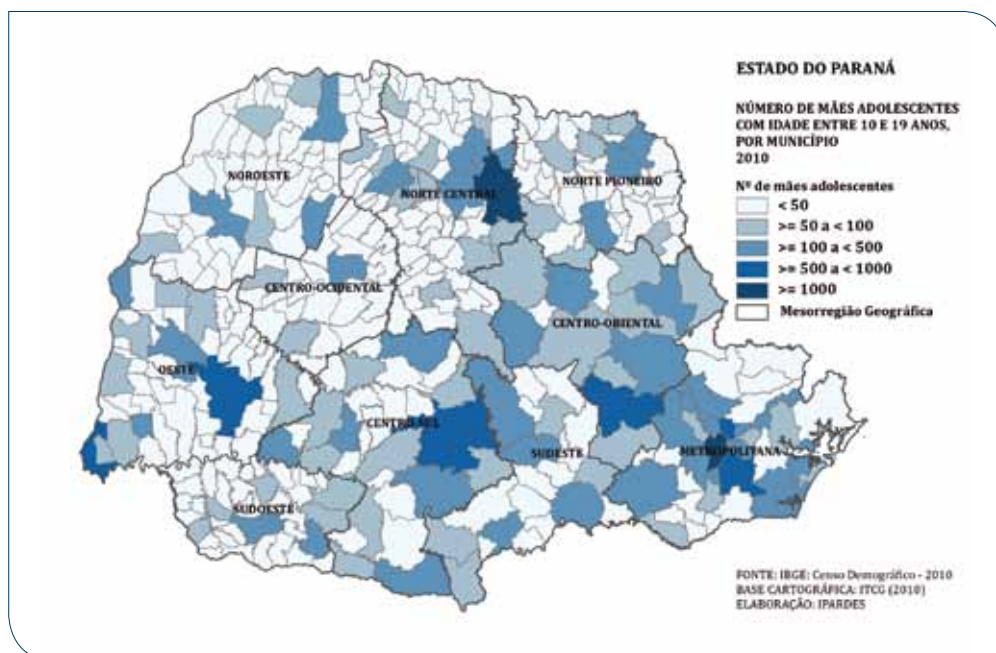 ESTADO DO PARANÁ
NÚMERO DE MÃES ADOLESCENTES
COM IDADE ENTRE 10 E 19 ANOS,
POR MUNICÍPIO
2010
Nº de mães adolescentes
< 50
>= 50 a < 100
>= 100 a < 500
>= 500 a < 1000
>= 1000
Mesorregião Geográfica
NOROESTE
NORTE CENTRAL
NORTE PIONEIRO
CENTRO-OCIDENTAL
CENTRO-ORIENTAL
OESTE
CENTRO-SUL
SUDESTE
METROPOLITANA
SUDOESTE
FONTE: IBGE: Censo Demográfico - 2010
BASE CARTOGRÁFICA: ITCG (2010)
ELABORAÇÃO: IPARDES